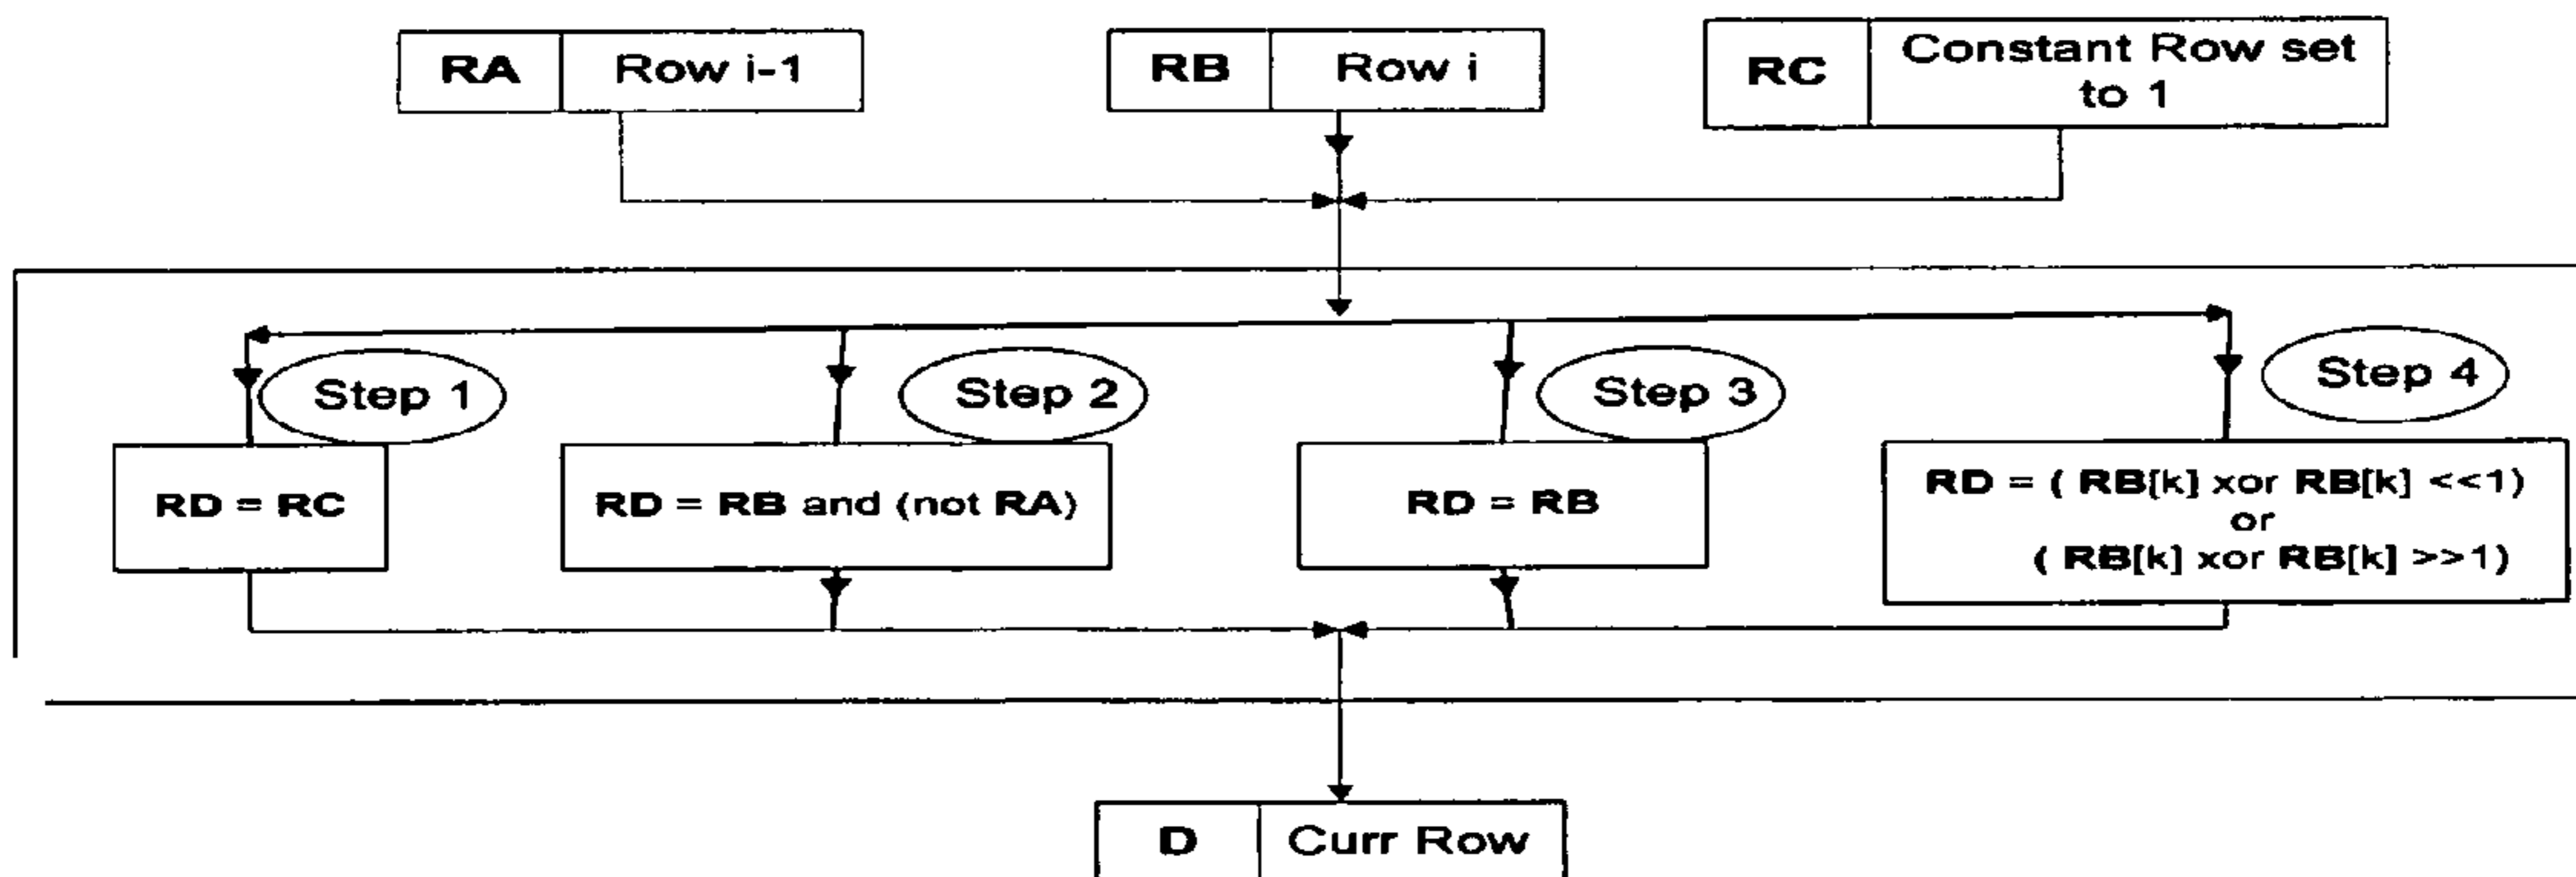 RA Row i-1
RB Row i
RC Constant Row set
to 1
Step 1
Step 2
Step 3
Step 4
RD = RC
RD = RB and (not RA)
RD = RB
RD = ( RB[k] xor RB[k] <<1)
or
( RB[k] xor RB[k] >>1)
D Curr Row